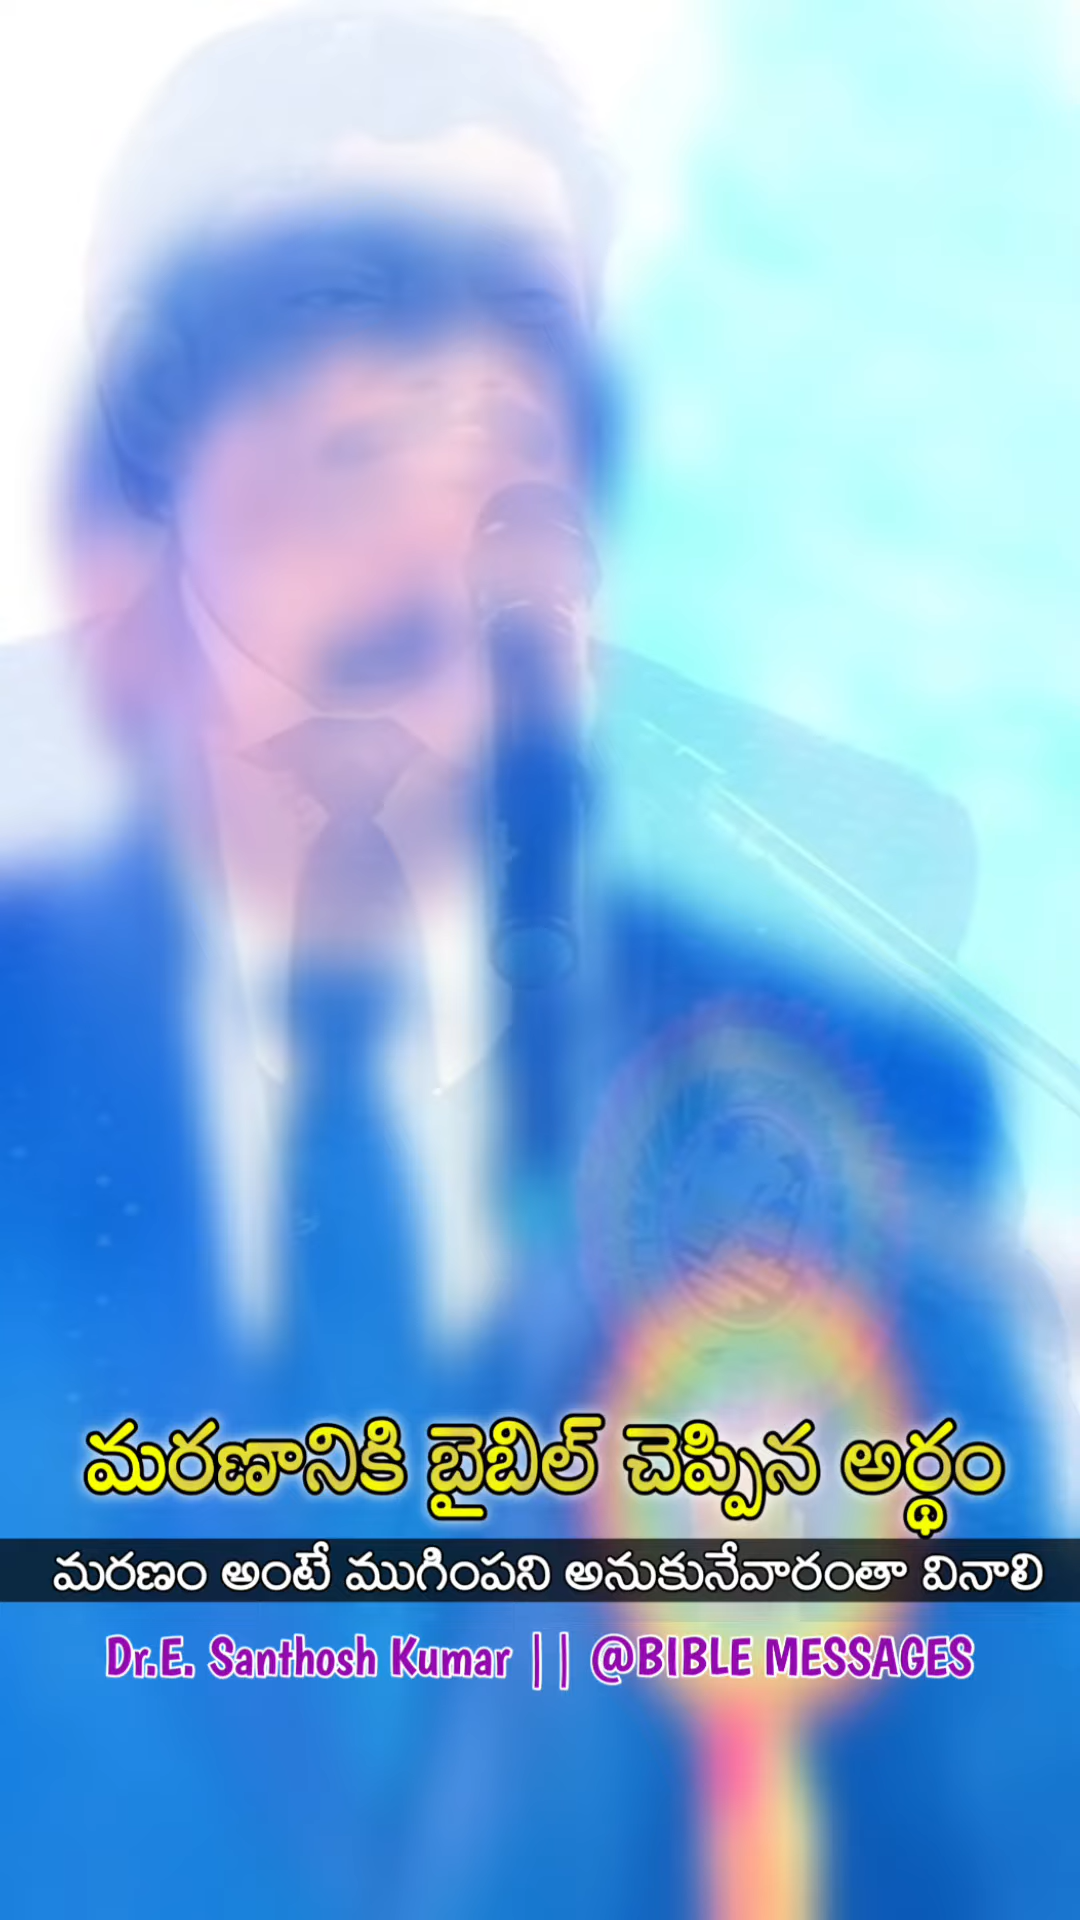 మరణానికి బైబిల్ చెప్పిన అర్థం
మరణం అంటే ముగింపని అనుకునేవారంతా వినాలి
Dr.E. Santhosh Kumar || @BIBLE MESSAGES